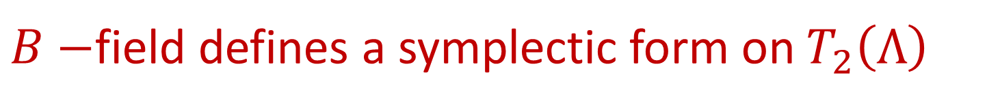 B −field defines a symplectic form on T₂(Λ)